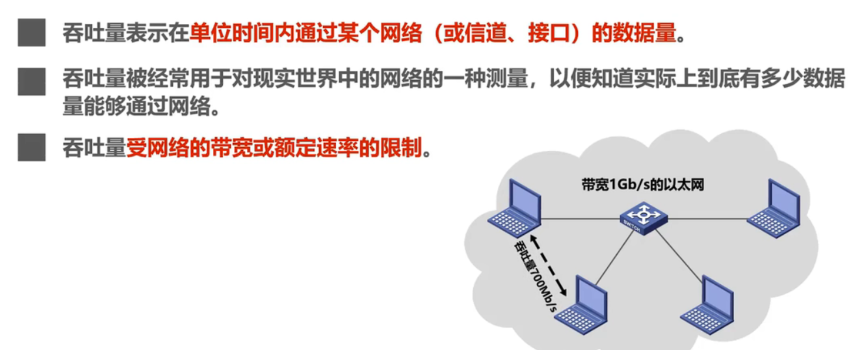 吞吐量表示在单位时间内通过某个网络（或信道、接口）的数据量。
吞吐量被经常用于对现实世界中的网络的一种测量，以便知道实际上到底有多少数据
量能够通过网络。
吞吐量受网络的带宽或额定速率的限制。
带宽1Gb/s的以太网
吞吐量700Mb/s